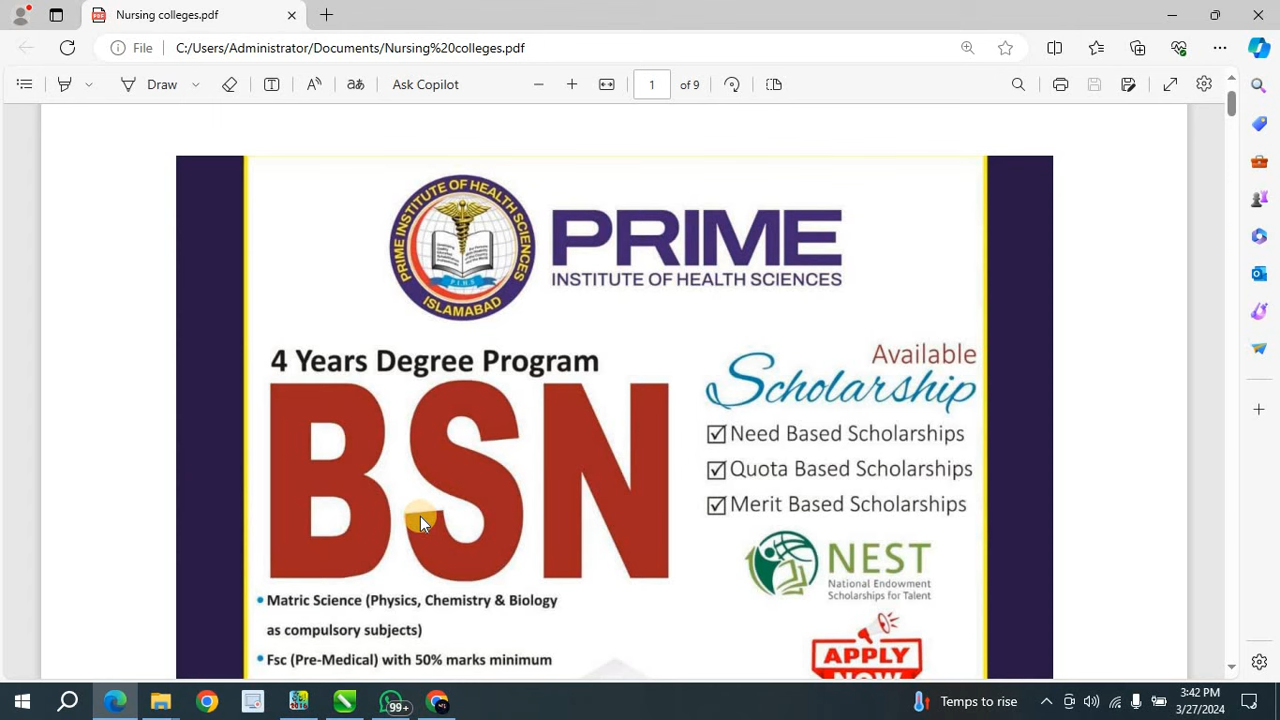 Nursing colleges.pdf
File
C:/Users/Administrator/Documents/Nursing%20colleges.pdf
Draw
Ask Copilot
1 of 9
PRIME INSTITUTE OF HEALTH SCIENCES
P.I.H.S
ISLAMABAD
PRIME
INSTITUTE OF HEALTH SCIENCES
4 Years Degree Program
BSN
Available
Scholarship
Need Based Scholarships
Quota Based Scholarships
Merit Based Scholarships
NEST
National Endowment
Scholarships for Talent
• Matric Science (Physics, Chemistry & Biology
as compulsory subjects)
• Fsc (Pre-Medical) with 50% marks minimum
APPLY
NOW
99+
Temps to rise
3:42 PM
3/27/2024